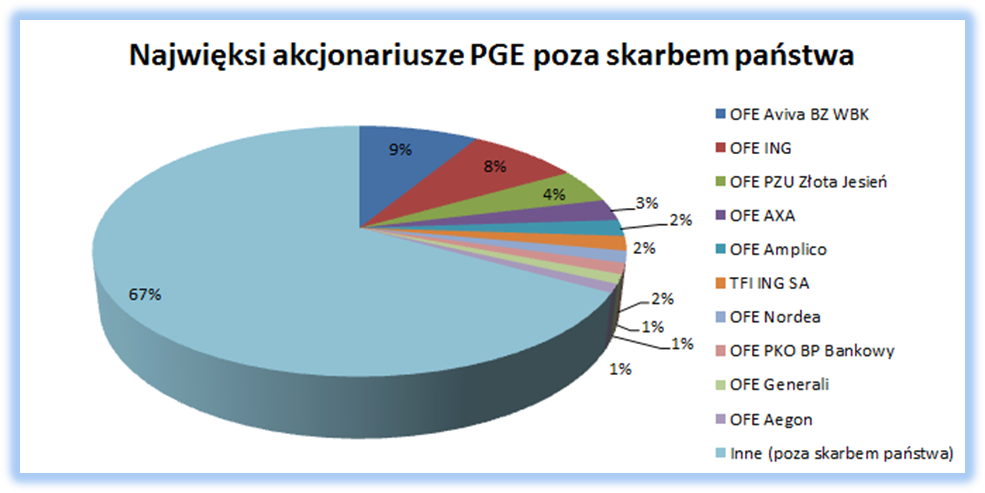 Najwięksi akcjonariusze PGE poza skarbem państwa
9%
8%
4%
3%
2%
2%
2%
1%
1%
1%
67%
OFE Aviva BZ WBK
OFE ING
OFE PZU Złota Jesień
OFE AXA
OFE Amplico
TFI ING SA
OFE Nordea
OFE PKO BP Bankowy
OFE Generali
OFE Aegon
Inne (poza skarbem państwa)